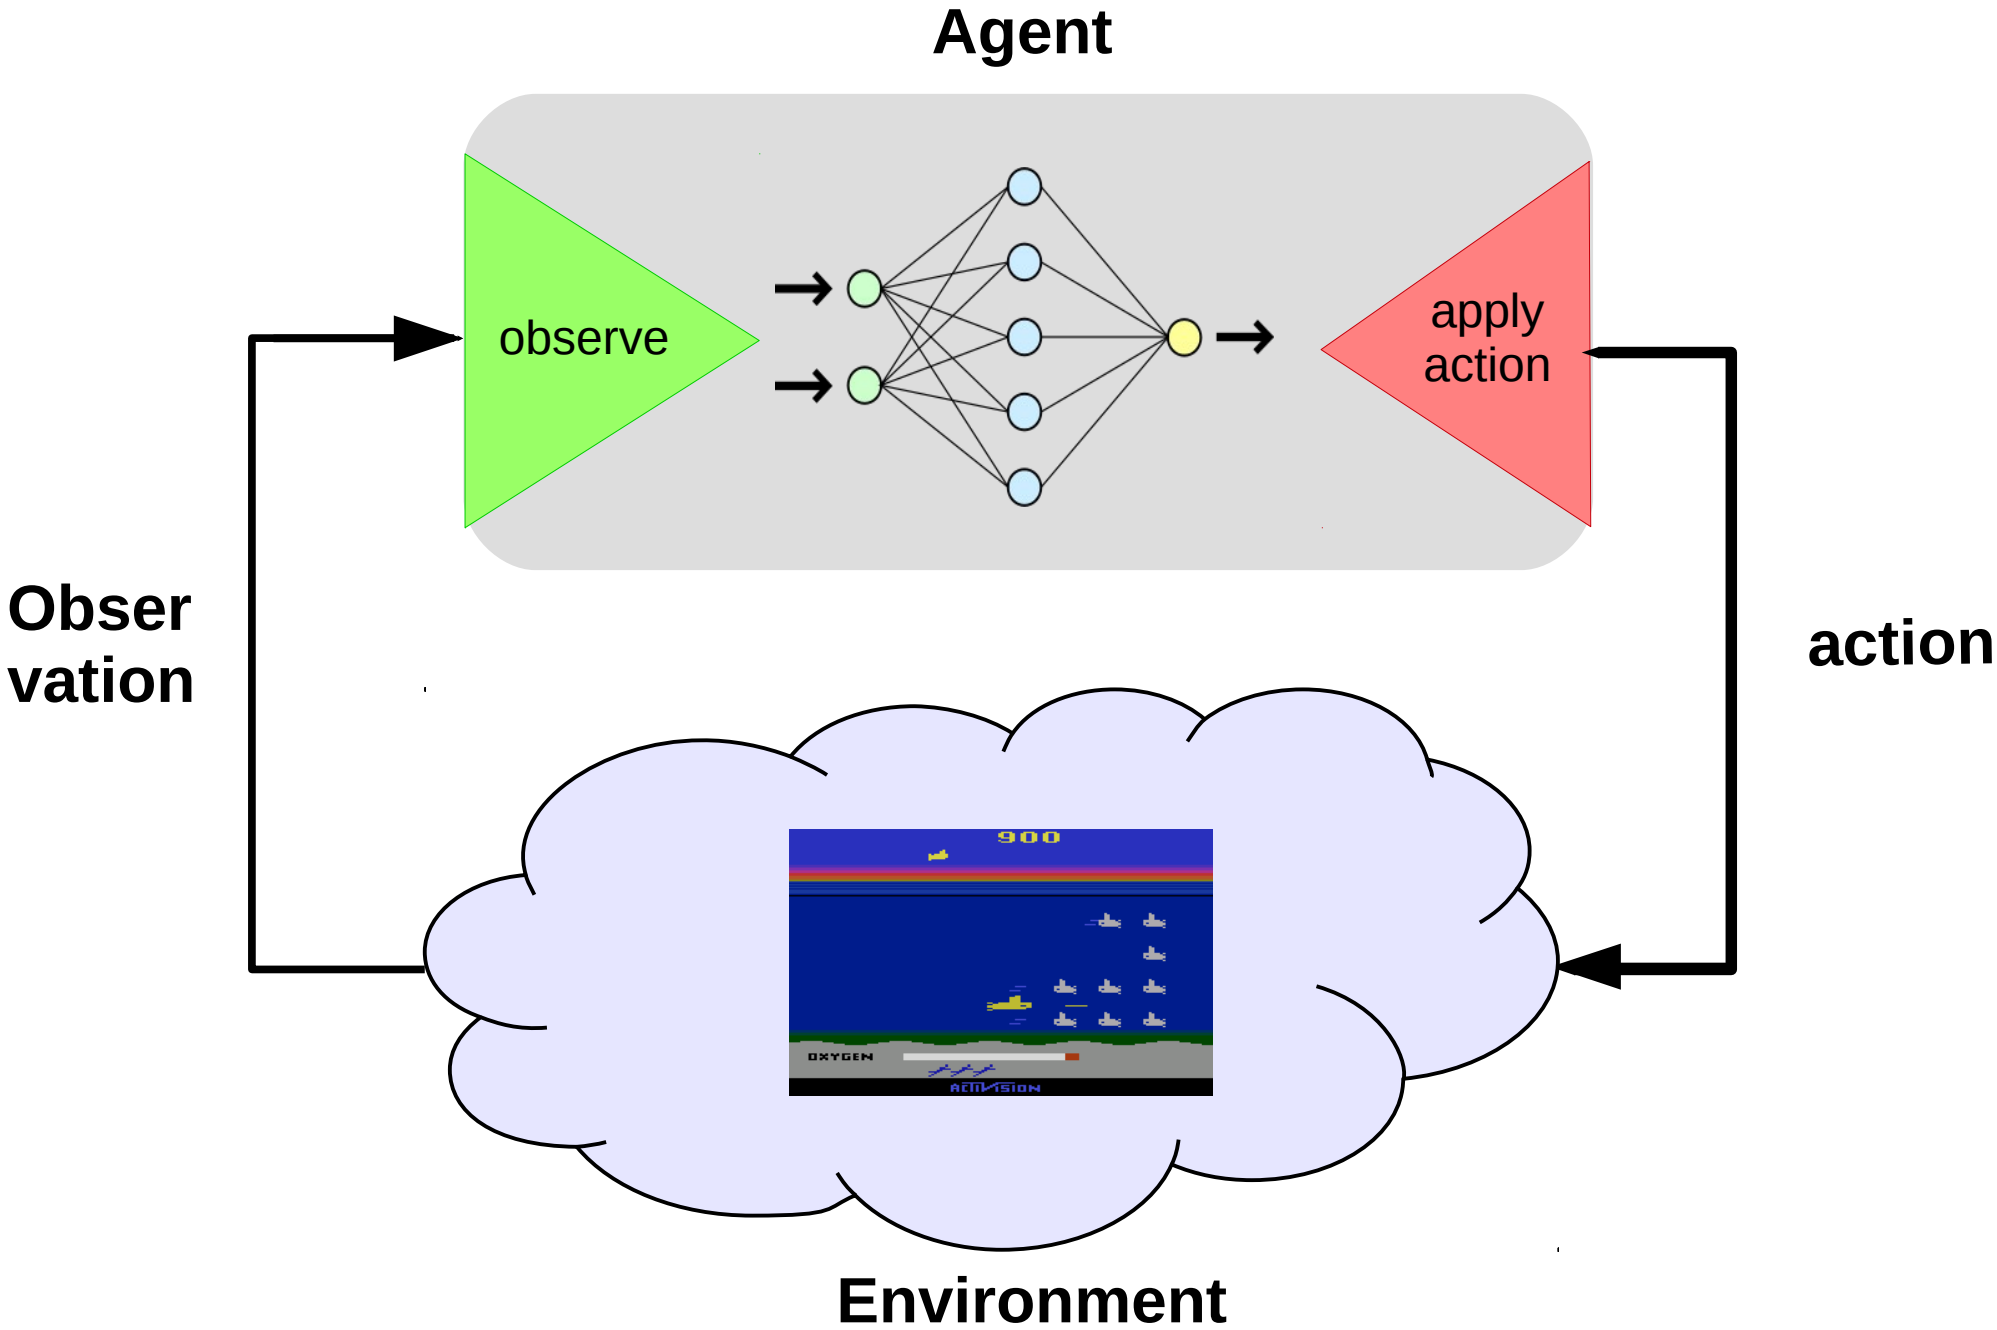 Agent
observe
apply
action
Obser
vation
action
900
OXYGEN
ACTIVISION
Environment